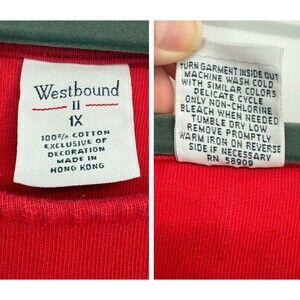 Westbound
II
1X
100% COTTON
EXCLUSIVE OF
DECORATION
MADE IN
HONG KONG
TURN GARMENT INSIDE OUT
MACHINE WASH COLD
WITH SIMILAR COLORS
DELICATE CYCLE
ONLY NON-CHLORINE
BLEACH WHEN NEEDED
TUMBLE DRY LOW
REMOVE PROMPTLY
WARM IRON ON REVERSE
SIDE IF NECESSARY
RN 58909